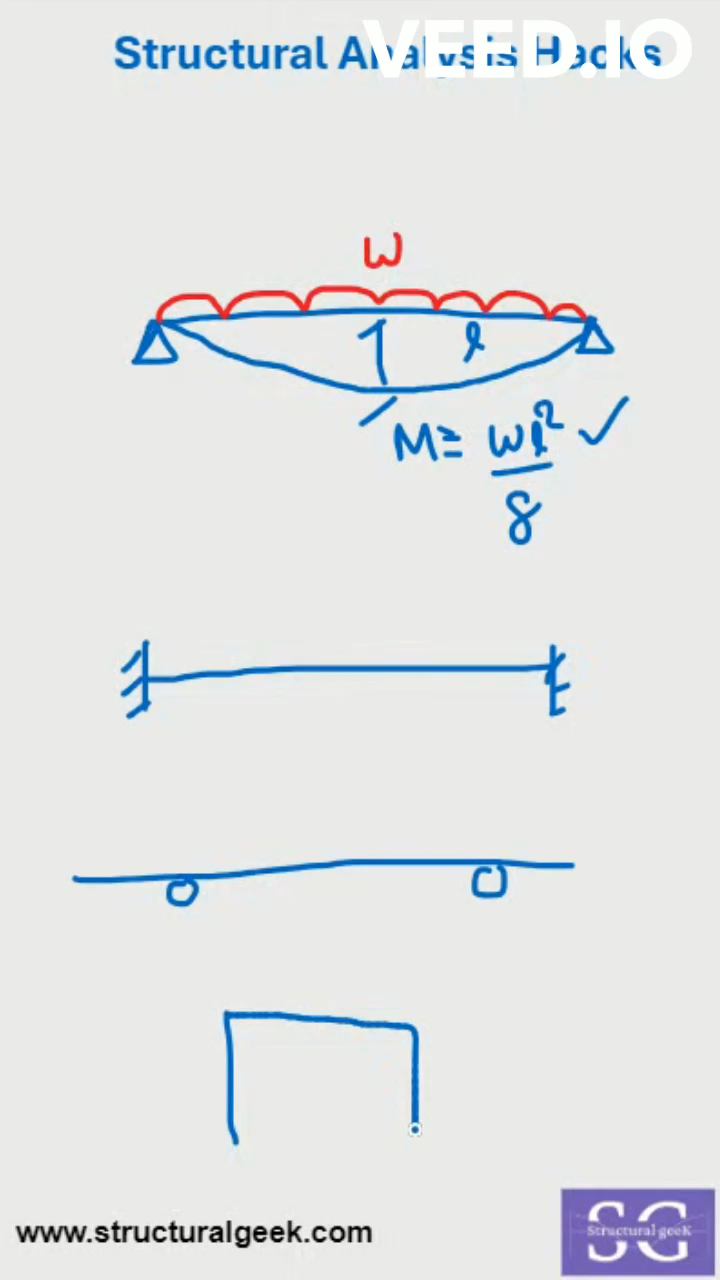 Structural Analysis Hacks
VEED.IO
w
l
M = wl²
8
www.structuralgeek.com
SG
Structural geeK